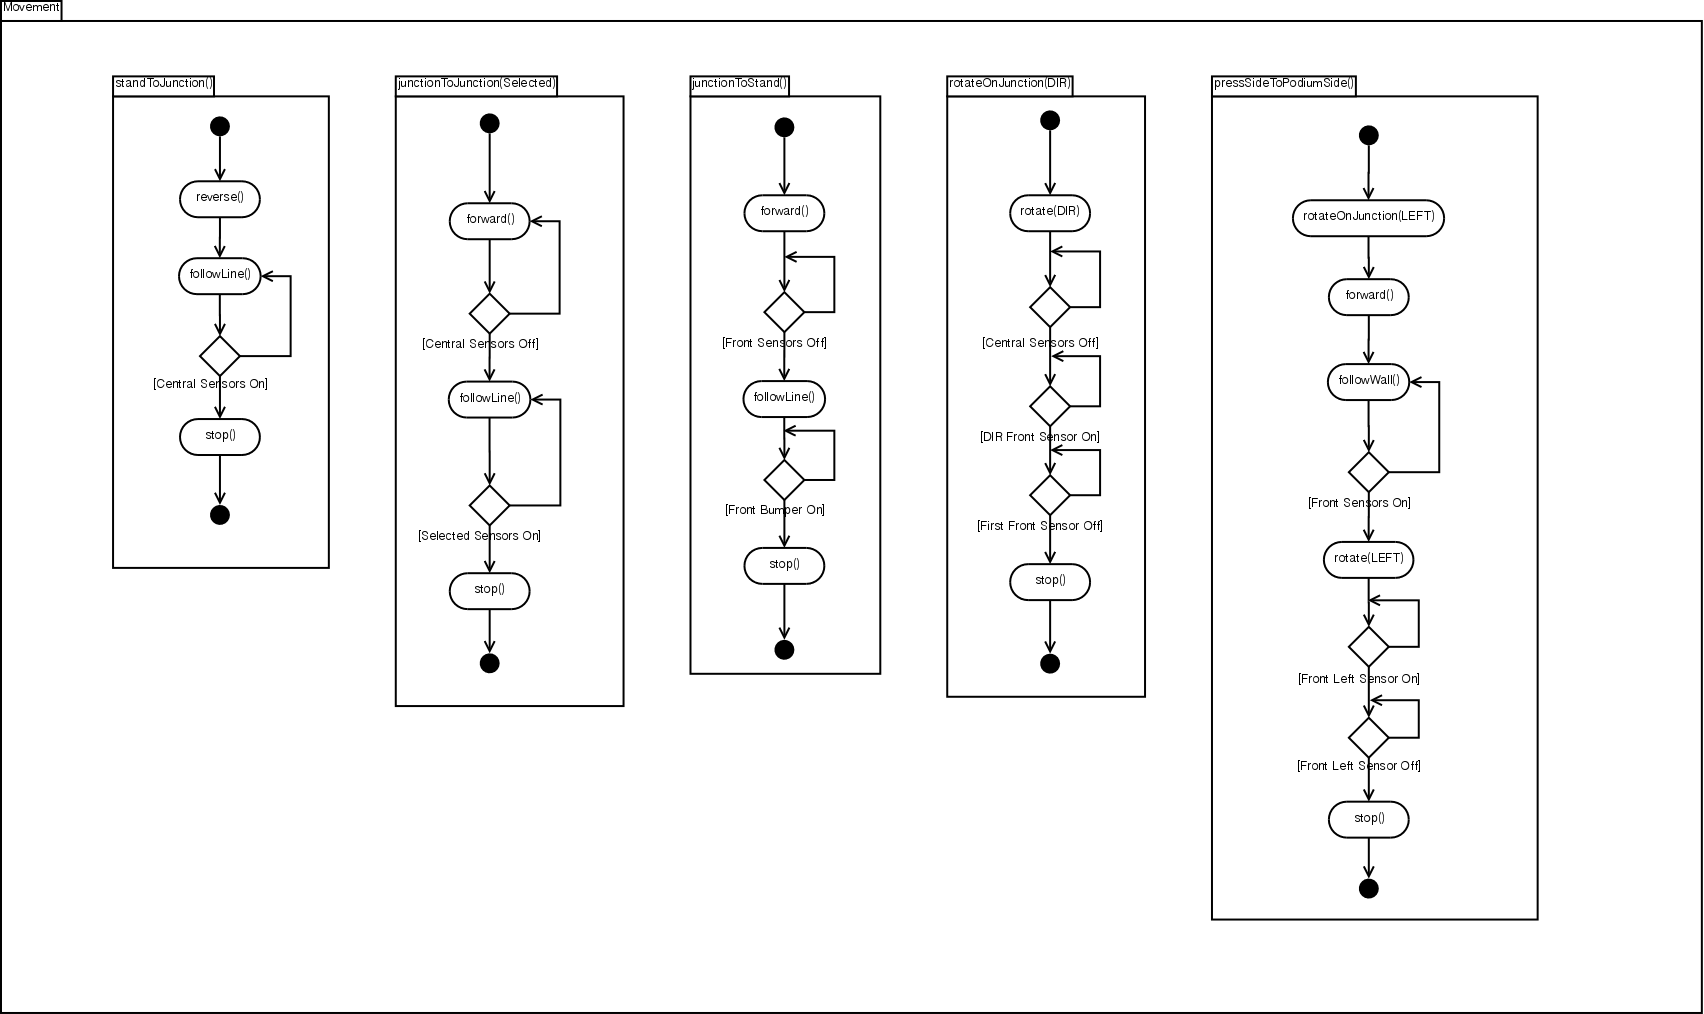 Movement
standToJunction()
reverse()
followLine()
[Central Sensors On]
stop()
junctionToJunction(Selected)
forward()
[Central Sensors Off]
followLine()
[Selected Sensors On]
stop()
junctionToStand()
forward()
[Front Sensors Off]
followLine()
[Front Bumper On]
stop()
rotateOnJunction(DIR)
rotate(DIR)
[Central Sensors Off]
[DIR Front Sensor On]
[First Front Sensor Off]
stop()
pressSideToPodiumSide()
rotateOnJunction(LEFT)
forward()
followWall()
[Front Sensors On]
rotate(LEFT)
[Front Left Sensor On]
[Front Left Sensor Off]
stop()